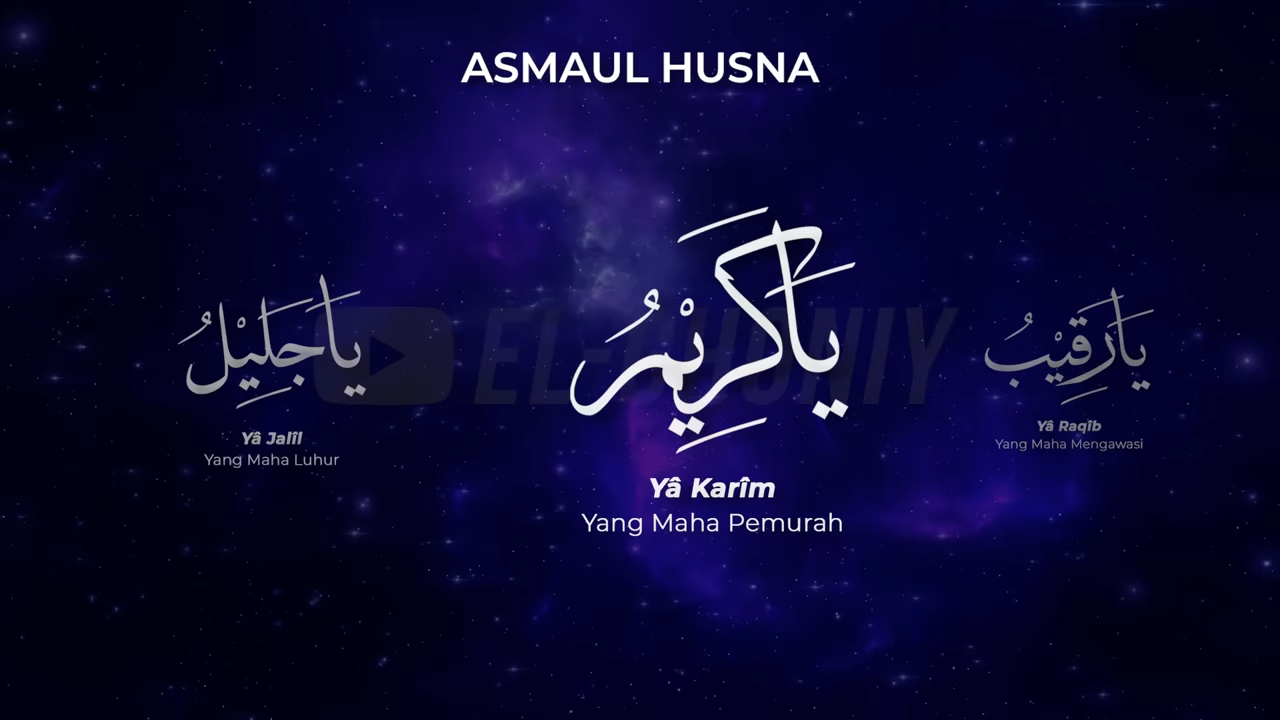 ASMAUL HUSNA
يَاجَلِيْلُ
Yâ Jalîl
Yang Maha Luhur
يَاكَرِيْمُ
Yâ Karîm
Yang Maha Pemurah
يَارَقِيْبُ
Yâ Raqîb
Yang Maha Mengawasi